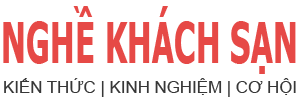 NGHỀ KHÁCH SẠN
KIẾN THỨC | KINH NGHIỆM | CƠ HỘI